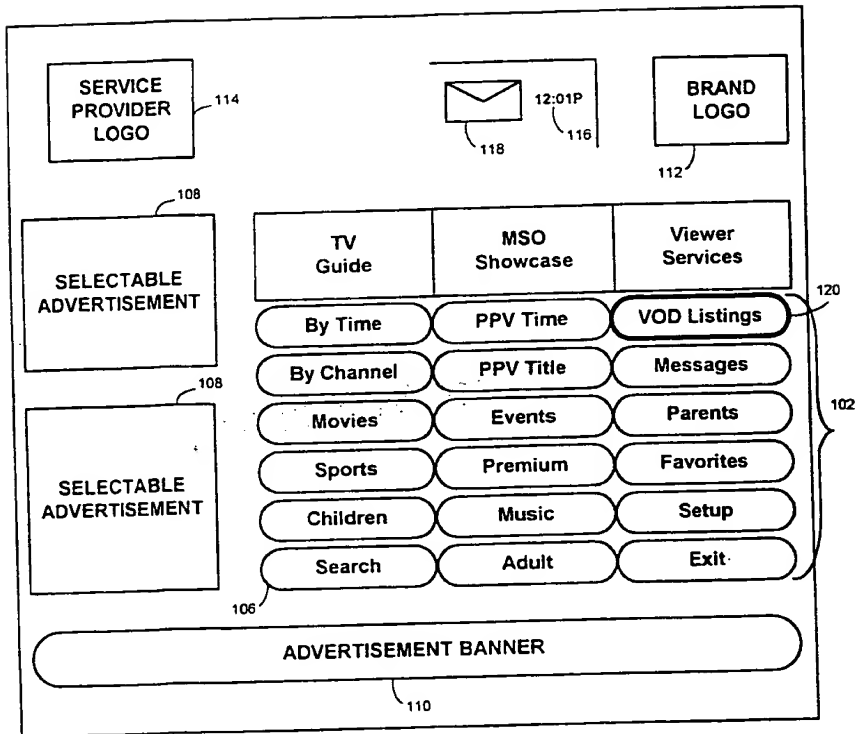 SERVICE
PROVIDER
LOGO
114
118
12:01P
116
BRAND
LOGO
112
108
SELECTABLE
ADVERTISEMENT
108
SELECTABLE
ADVERTISEMENT
TV
Guide
MSO
Showcase
Viewer
Services
120
By Time
PPV Time
VOD Listings
By Channel
PPV Title
Messages
Movies
Events
Parents
102
Sports
Premium
Favorites
Children
Music
Setup
Search
Adult
Exit
106
ADVERTISEMENT BANNER
110